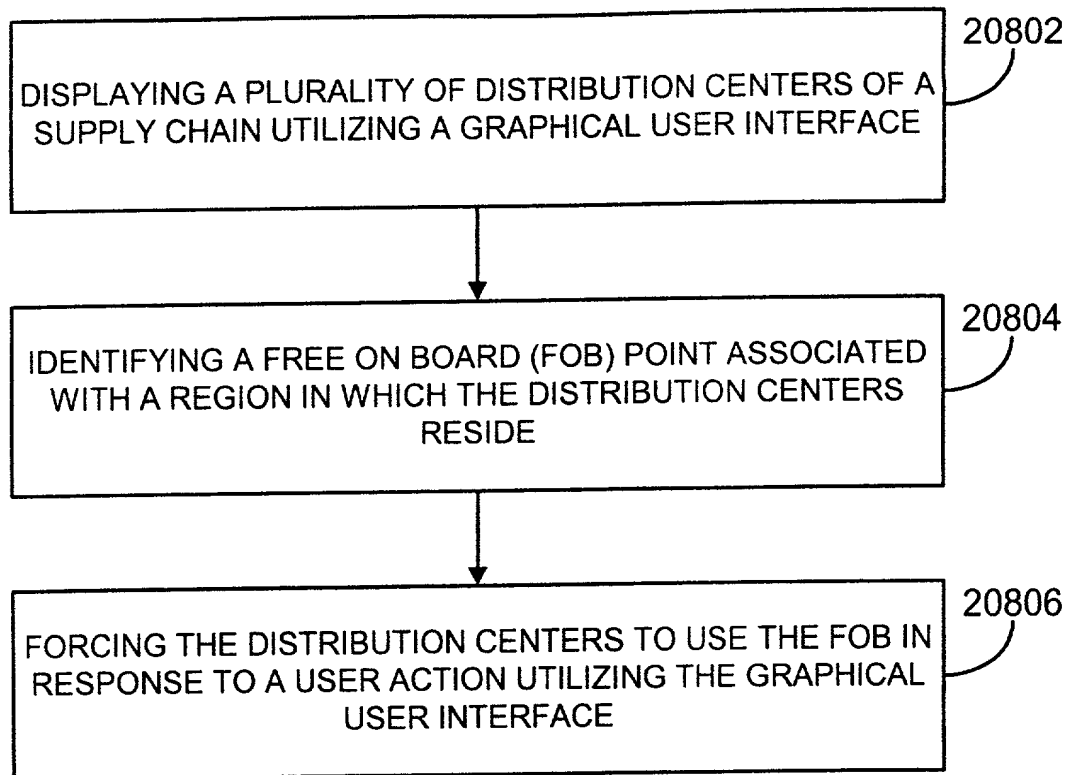 20802
DISPLAYING A PLURALITY OF DISTRIBUTION CENTERS OF A
SUPPLY CHAIN UTILIZING A GRAPHICAL USER INTERFACE
20804
IDENTIFYING A FREE ON BOARD (FOB) POINT ASSOCIATED
WITH A REGION IN WHICH THE DISTRIBUTION CENTERS
RESIDE
20806
FORCING THE DISTRIBUTION CENTERS TO USE THE FOB IN
RESPONSE TO A USER ACTION UTILIZING THE GRAPHICAL
USER INTERFACE